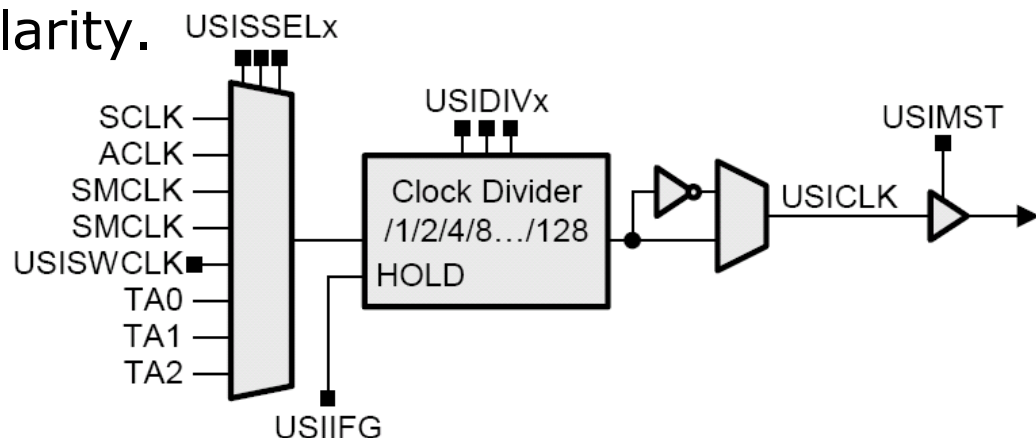 larity.
USISSELx
SCLK
ACLK
SMCLK
SMCLK
USISWCLK
TA0
TA1
TA2
USIDIVx
Clock Divider
/1/2/4/8…/128
HOLD
USIIFG
USICLK
USIMST